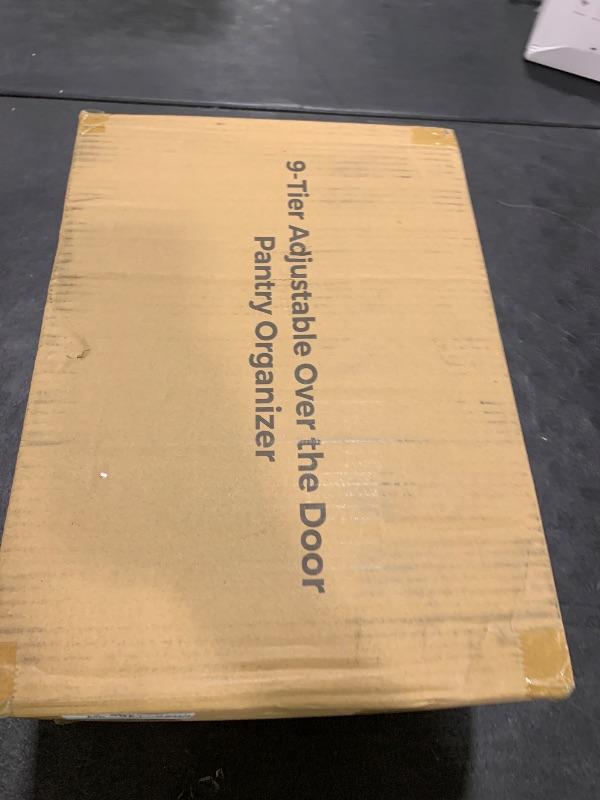 9-Tier Adjustable Over the Door
Pantry Organizer